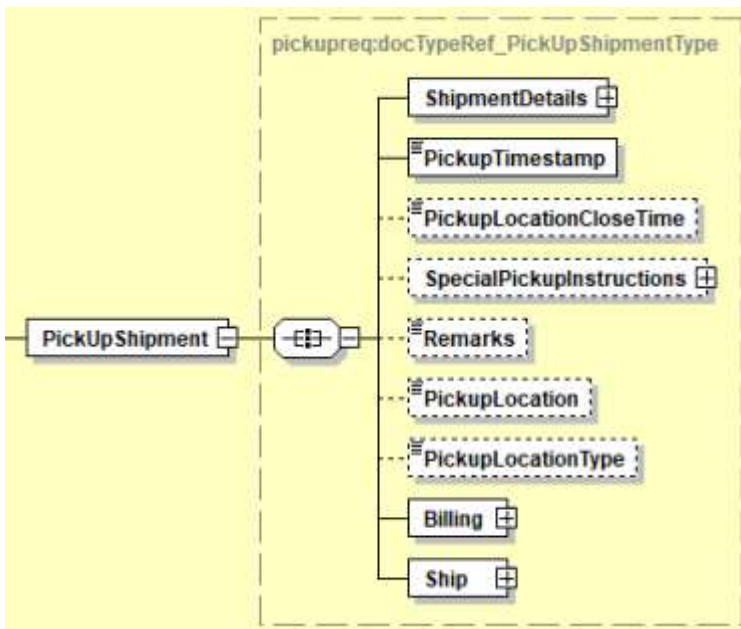 pickupreq:docTypeRef_PickUpShipmentType
ShipmentDetails
PickupTimestamp
PickupLocationCloseTime
SpecialPickupInstructions
PickUpShipment
Remarks
PickupLocation
PickupLocationType
Billing
Ship